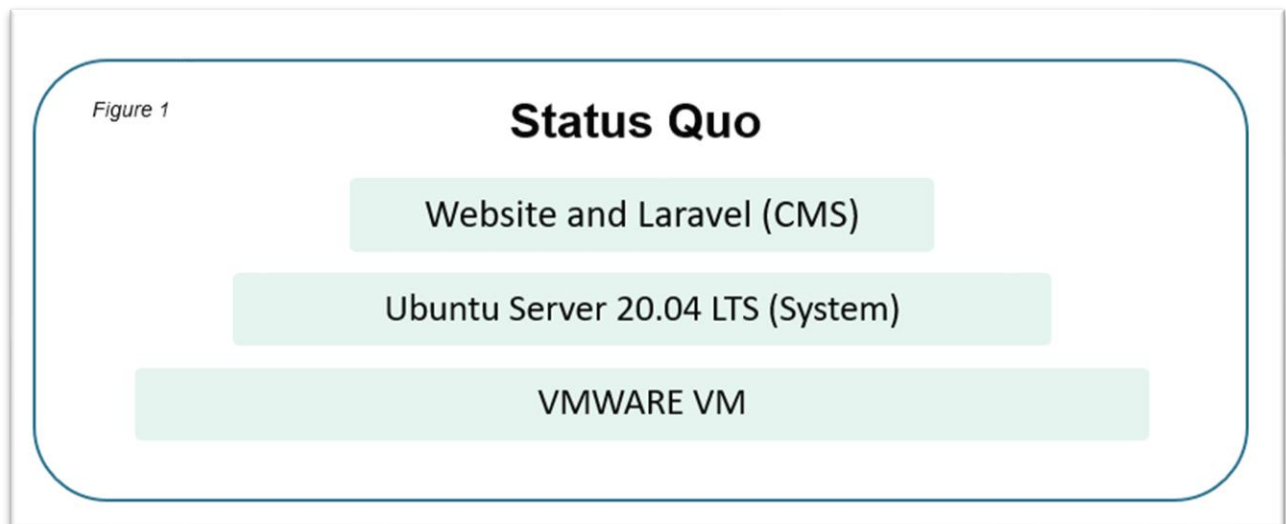 Figure 1
Status Quo
Website and Laravel (CMS)
Ubuntu Server 20.04 LTS (System)
VMWARE VM